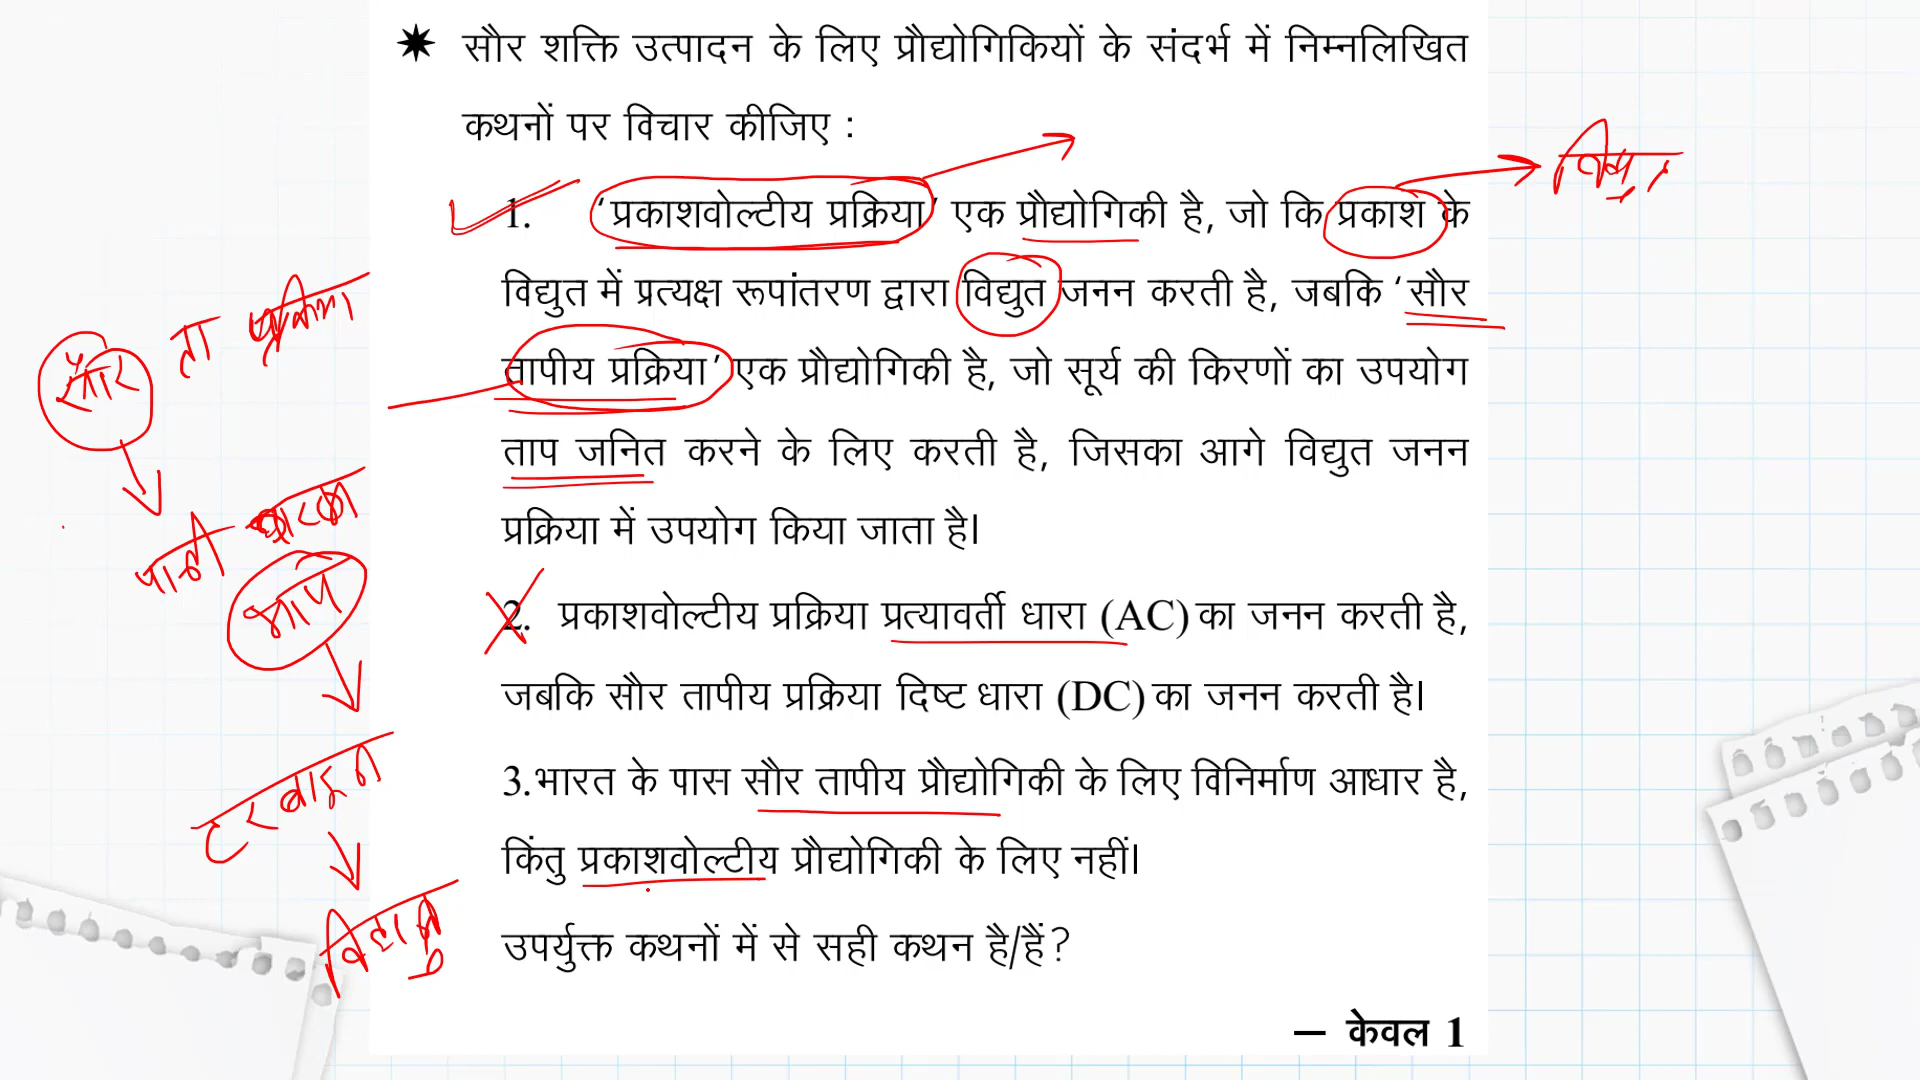 ✷ सौर शक्ति उत्पादन के लिए प्रौद्योगिकियों के संदर्भ में निम्नलिखित
कथनों पर विचार कीजिए :
1. ‘प्रकाशवोल्टीय प्रक्रिया’ एक प्रौद्योगिकी है, जो कि प्रकाश के
विद्युत में प्रत्यक्ष रूपांतरण द्वारा विद्युत जनन करती है, जबकि ‘सौर
तापीय प्रक्रिया’ एक प्रौद्योगिकी है, जो सूर्य की किरणों का उपयोग
ताप जनित करने के लिए करती है, जिसका आगे विद्युत जनन
प्रक्रिया में उपयोग किया जाता है।
2. प्रकाशवोल्टीय प्रक्रिया प्रत्यावर्ती धारा (AC) का जनन करती है,
जबकि सौर तापीय प्रक्रिया दिष्ट धारा (DC) का जनन करती है।
3.भारत के पास सौर तापीय प्रौद्योगिकी के लिए विनिर्माण आधार है,
किंतु प्रकाशवोल्टीय प्रौद्योगिकी के लिए नहीं।
उपर्युक्त कथनों में से सही कथन है/हैं?
— केवल 1
सौर ता प्रक्रिया
पानी
भाप
टरबाइन